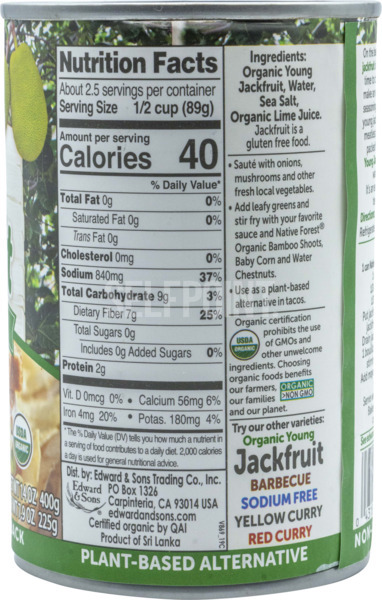 Nutrition Facts
About 2.5 servings per container
Serving Size 1/2 cup (89g)
Amount per serving
Calories 40
% Daily Value*
Total Fat 0g 0%
Saturated Fat 0g 0%
Trans Fat 0g
Cholesterol 0mg 0%
Sodium 840mg 37%
Total Carbohydrate 9g 3%
Dietary Fiber 7g 25%
Total Sugars 0g
Includes 0g Added Sugars 0%
Protein 2g
Vit. D 0mcg 0% • Calcium 56mg 6%
Iron 4mg 20% • Potas. 180mg 4%
*The % Daily Value (DV) tells you how much a nutrient in
a serving of food contributes to a daily diet. 2,000 calories
a day is used for general nutritional advice.
Dist. by: Edward & Sons Trading Co., Inc.
Edward & Sons
PO Box 1326
Carpinteria, CA 93014 USA
edwardandsons.com
Certified organic by QAI
Product of Sri Lanka
Ingredients:
Organic Young
Jackfruit, Water,
Sea Salt,
Organic Lime Juice.
Jackfruit is a
gluten free food.
• Sauté with onions,
mushrooms and other
fresh local vegetables.
• Add leafy greens and
stir fry with your favorite
sauce and Native Forest®
Organic Bamboo Shoots,
Baby Corn and Water
Chestnuts.
• Use as a plant-based
alternative in tacos.
USDA
ORGANIC
Organic certification
prohibits the use
of GMOs and
other unwelcome
ingredients. Choosing
organic foods benefits
our farmers,
our families
and our planet.
ORGANIC
>NON GMO
Try our other varieties:
Organic Young
Jackfruit
BARBECUE
SODIUM FREE
YELLOW CURRY
RED CURRY
PLANT-BASED ALTERNATIVE
USDA
ORGANIC
400g
225g